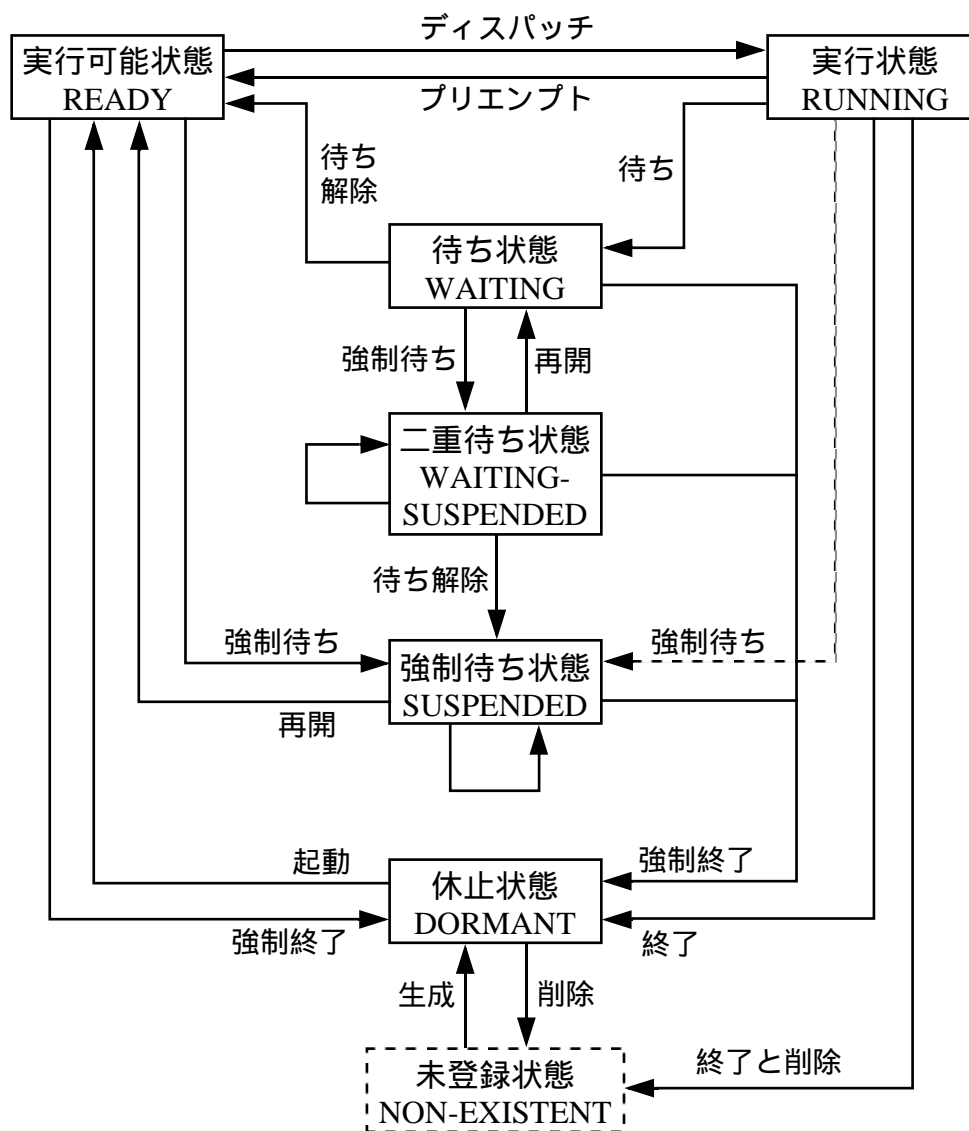 ディスパッチ
実行可能状態
READY
実行状態
RUNNING
プリエンプト
待ち
解除
待ち
待ち状態
WAITING
強制待ち
再開
二重待ち状態
WAITING-
SUSPENDED
待ち解除
強制待ち
強制待ち
強制待ち状態
SUSPENDED
再開
起動
強制終了
休止状態
DORMANT
強制終了
終了
生成
削除
未登録状態
NON-EXISTENT
終了と削除